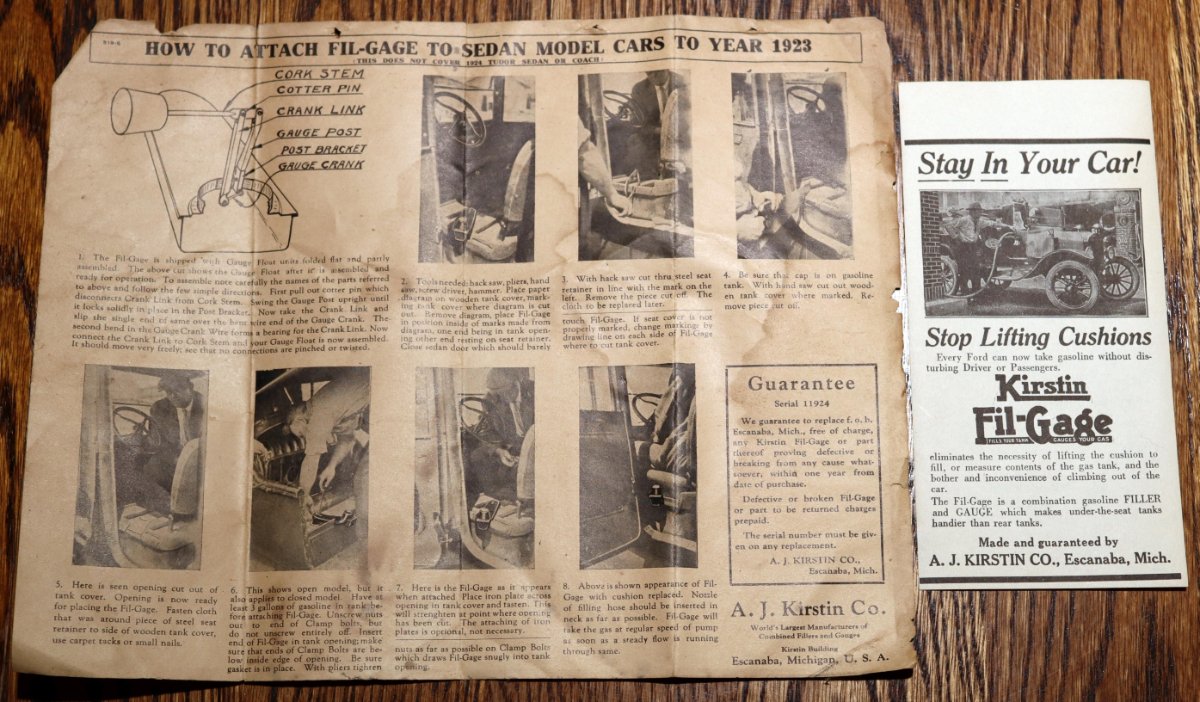 519-6
HOW TO ATTACH FIL-GAGE TO SEDAN MODEL CARS TO YEAR 1923
(THIS DOES NOT COVER 1924 TUDOR SEDAN OR COACH)
CORK STEM
COTTER PIN
CRANK LINK
GAUGE POST
POST BRACKET
GAUGE CRANK
1. The Fil-Gage is shipped with Gauge Float units folded flat and partly
assembled. The above cut shows the Gauge Float after it is assembled and
ready for operation. To assemble note carefully the names of the parts referred
to above and follow the few simple directions. First pull out cotter pin which
disconnects Crank Link from Cork Stem. Swing the Gauge Post upright until
it locks solidly in place in the Post Bracket. Now take the Crank Link and
slip the single end of same over the bent wire end of the Gauge Crank. The
second bend in the Gauge Crank Wire forms a bearing for the Crank Link. Now
connect the Crank Link to Cork Stem and your Gauge Float is now assembled.
It should move very freely; see that no connections are pinched or twisted.
2. Tools needed: hack saw, pliers, hand
saw, screw driver, hammer. Place paper
diagram on wooden tank cover, mark-
ing tank cover where diagram is cut
out. Remove diagram, place Fil-Gage
in position inside of marks made from
diagram, one end being in tank open-
ing other end resting on seat retainer.
Close sedan door which should barely
3. With hack saw cut thru steel seat
retainer in line with the mark on the
left. Remove the piece cut off. The
cloth to be replaced later.
touch Fil-Gage. If seat cover is not
properly marked, change markings by
drawing line on each side of Fil-Gage
where to cut tank cover.
4. Be sure that cap is on gasoline
tank. With hand saw cut out wood-
en tank cover where marked. Re-
move piece cut off.
5. Here is seen opening cut out of
tank cover. Opening is now ready
for placing the Fil-Gage. Fasten cloth
that was around piece of steel seat
retainer to side of wooden tank cover,
use carpet tacks or small nails.
6. This shows open model, but it
also applies to closed model. Have at
least 3 gallons of gasoline in tank be-
fore attaching Fil-Gage. Unscrew nuts
out to end of Clamp bolts, but
do not unscrew entirely off. Insert
end of Fil-Gage in tank opening; make
sure that ends of Clamp Bolts are be-
low inside edge of opening. Be sure
gasket is in place. With pliers tighten
7. Here is the Fil-Gage as it appears
when attached Place iron plate across
opening in tank cover and fasten. This
will strenghten at point where opening
has been cut. The attaching of iron
plates is optional, not necessary.
nuts as far as possible on Clamp Bolts
which draws Fil-Gage snugly into tank
opening.
8. Above is shown appearance of Fil-
Gage with cushion replaced. Nozzle
of filling hose should be inserted in
neck as far as possible. Fil-Gage will
take the gas at regular speed of pump
as soon as a steady flow is running
through same.
Guarantee
Serial 11924
We guarantee to replace f. o. b.
Escanaba, Mich., free of charge,
any Kirstin Fil-Gage or part
thereof proving defective or
breaking from any cause what-
soever, within one year from
date of purchase.
Defective or broken Fil-Gage
or part to be returned charges
prepaid.
The serial number must be giv-
en on any replacement.
A. J. KIRSTIN CO.,
Escanaba, Mich.
A. J. Kirstin Co.
World's Largest Manufacturers of
Combined Fillers and Gauges
Kirstin Building
Escanaba, Michigan, U. S. A.
Stay In Your Car!
Stop Lifting Cushions
Every Ford can now take gasoline without dis-
turbing Driver or Passengers.
Kirstin
Fil-Gage
FILLS YOUR TANK GAUGES YOUR GAS
eliminates the necessity of lifting the cushion to
fill, or measure contents of the gas tank, and the
bother and inconvenience of climbing out of the
car.
The Fil-Gage is a combination gasoline FILLER
and GAUGE which makes under-the-seat tanks
handier than rear tanks.
Made and guaranteed by
A. J. KIRSTIN CO., Escanaba, Mich.